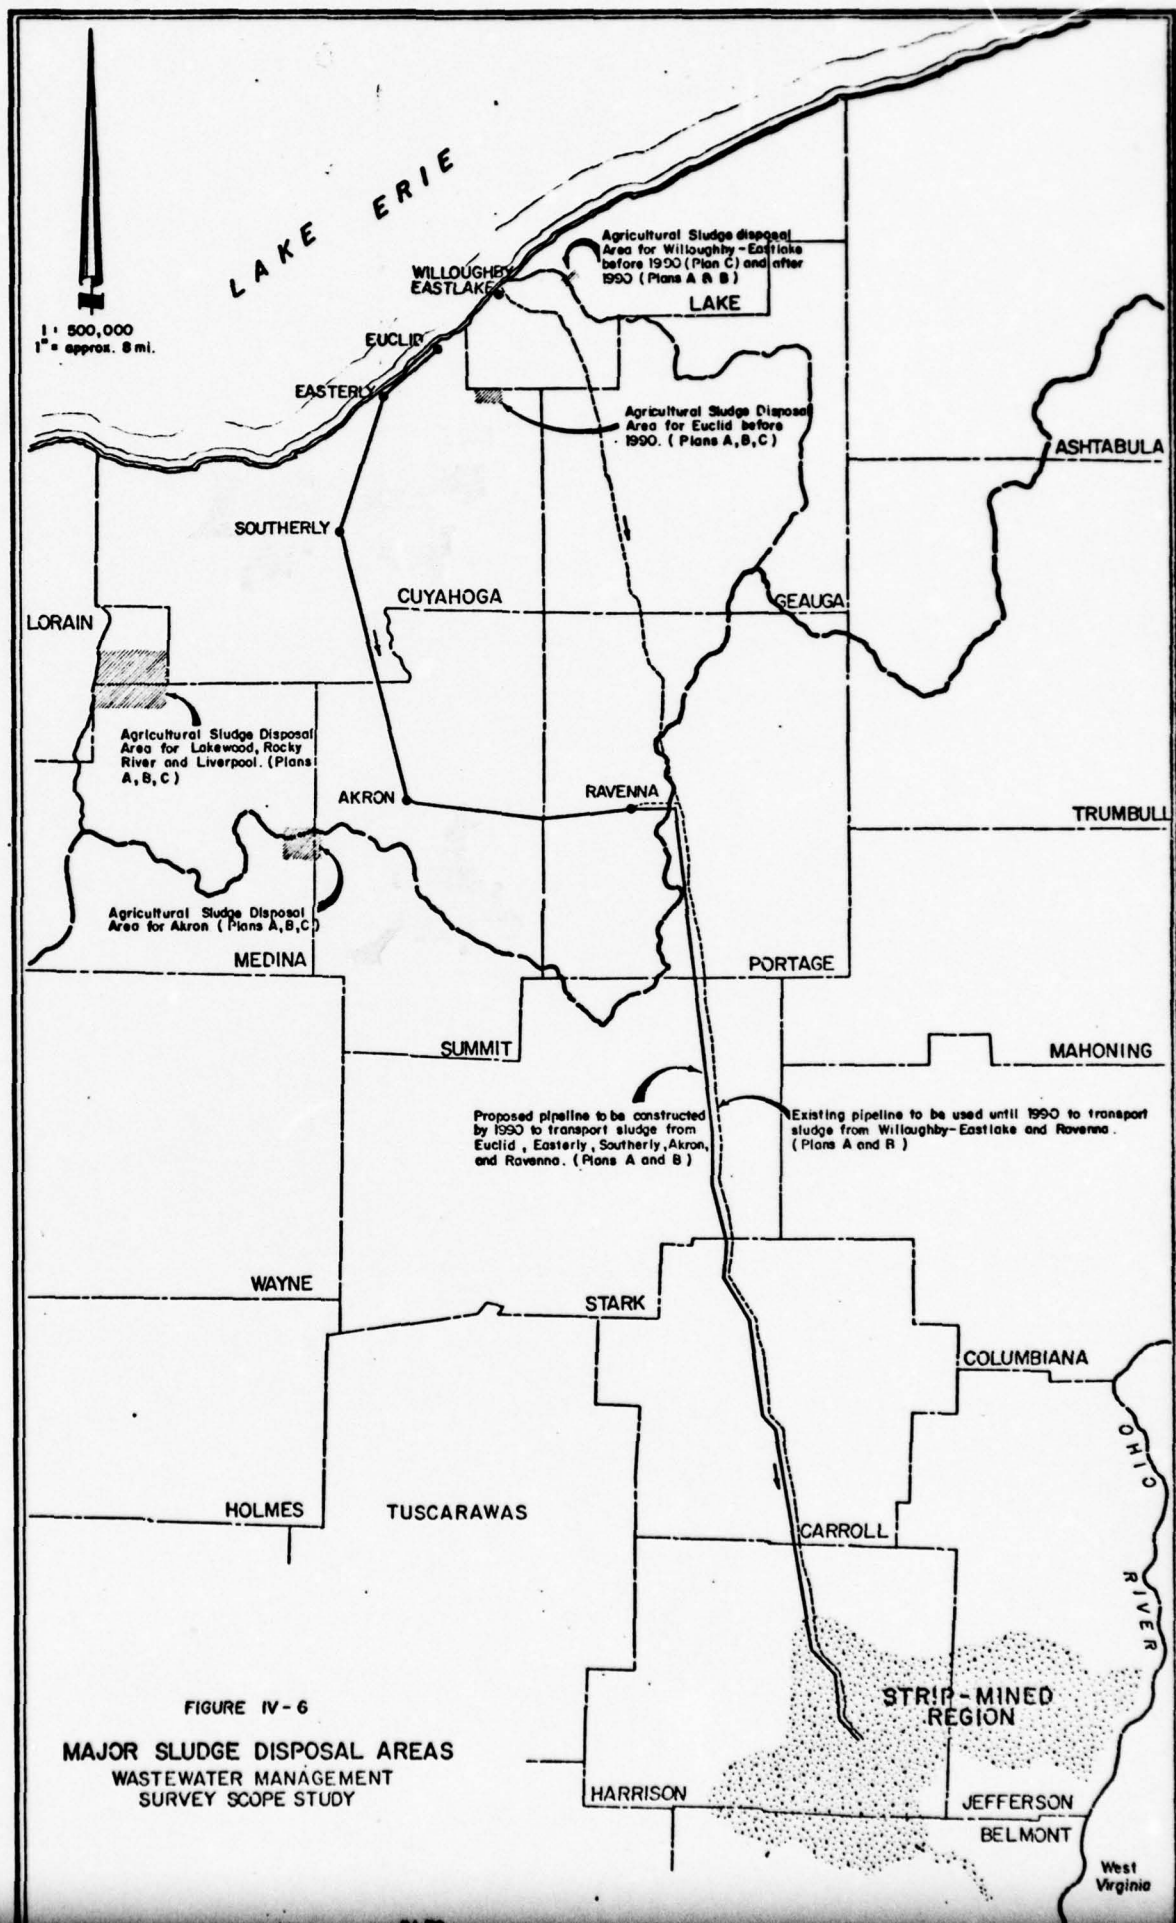 LAKE ERIE
1 : 500,000
1" = approx. 8 mi.
Agricultural Sludge disposal
Area for Willoughby-Eastlake
before 1990 (Plan C) and after
1990 (Plans A & B)
WILLOUGHBY
EASTLAKE
LAKE
EUCLID
EASTERLY
Agricultural Sludge Disposal
Area for Euclid before
1990. (Plans A,B,C)
ASHTABULA
SOUTHERLY
CUYAHOGA
GEAUGA
LORAIN
Agricultural Sludge Disposal
Area for Lakewood, Rocky
River and Liverpool. (Plans
A, B, C)
AKRON
RAVENNA
TRUMBULL
Agricultural Sludge Disposal
Area for Akron (Plans A,B,C)
MEDINA
PORTAGE
SUMMIT
MAHONING
Proposed pipeline to be constructed
by 1990 to transport sludge from
Euclid, Easterly, Southerly, Akron,
and Ravenna. (Plans A and B)
Existing pipeline to be used until 1990 to transport
sludge from Willoughby-Eastlake and Ravenna.
(Plans A and B)
WAYNE
STARK
COLUMBIANA
OHIO RIVER
HOLMES
TUSCARAWAS
CARROLL
STRIP-MINED
REGION
FIGURE IV-6
MAJOR SLUDGE DISPOSAL AREAS
WASTEWATER MANAGEMENT
SURVEY SCOPE STUDY
HARRISON
JEFFERSON
BELMONT
West
Virginia